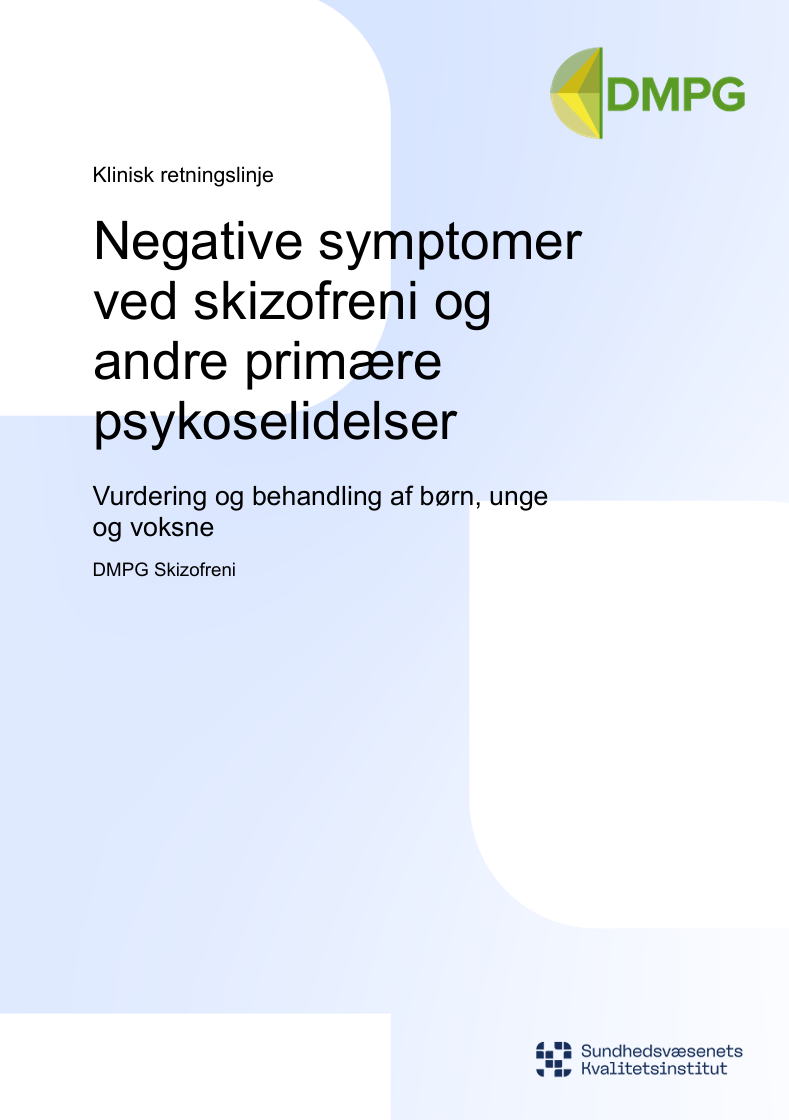 DMPG
Klinisk retningslinje
Negative symptomer
ved skizofreni og
andre primære
psykoselidelser
Vurdering og behandling af børn, unge
og voksne
DMPG Skizofreni
Sundhedsvæsenets
Kvalitetsinstitut